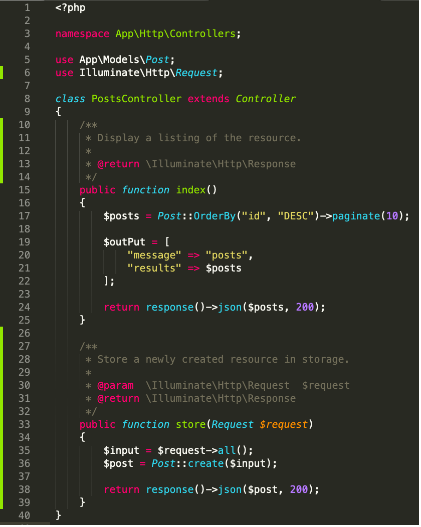 1 <?php
2
3 namespace App\Http\Controllers;
4
5 use App\Models\Post;
6 use Illuminate\Http\Request;
7
8 class PostsController extends Controller
9 {
10 /**
11 * Display a listing of the resource.
12 *
13 * @return \Illuminate\Http\Response
14 */
15 public function index()
16 {
17 $posts = Post::OrderBy("id", "DESC")->paginate(10);
18
19 $outPut = [
20 "message" => "posts",
21 "results" => $posts
22 ];
23
24 return response()->json($posts, 200);
25 }
26
27 /**
28 * Store a newly created resource in storage.
29 *
30 * @param \Illuminate\Http\Request $request
31 * @return \Illuminate\Http\Response
32 */
33 public function store(Request $request)
34 {
35 $input = $request->all();
36 $post = Post::create($input);
37
38 return response()->json($post, 200);
39 }
40 }